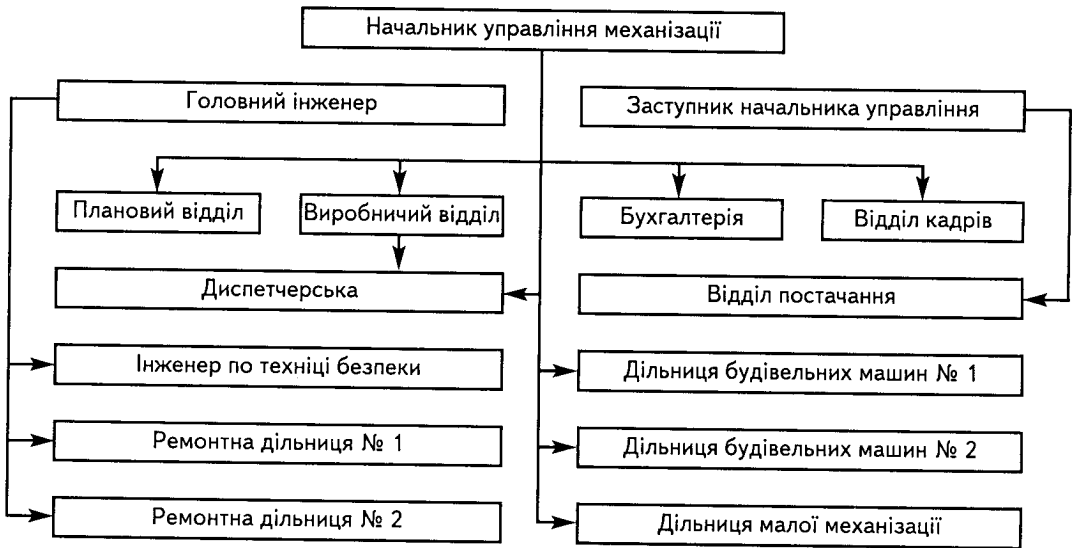 Начальник управління механізації
Головний інженер
Заступник начальника управління
Плановий відділ
Виробничий відділ
Бухгалтерія
Відділ кадрів
Диспетчерська
Відділ постачання
Інженер по техніці безпеки
Дільниця будівельних машин № 1
Ремонтна дільниця № 1
Дільниця будівельних машин № 2
Ремонтна дільниця № 2
Дільниця малої механізації